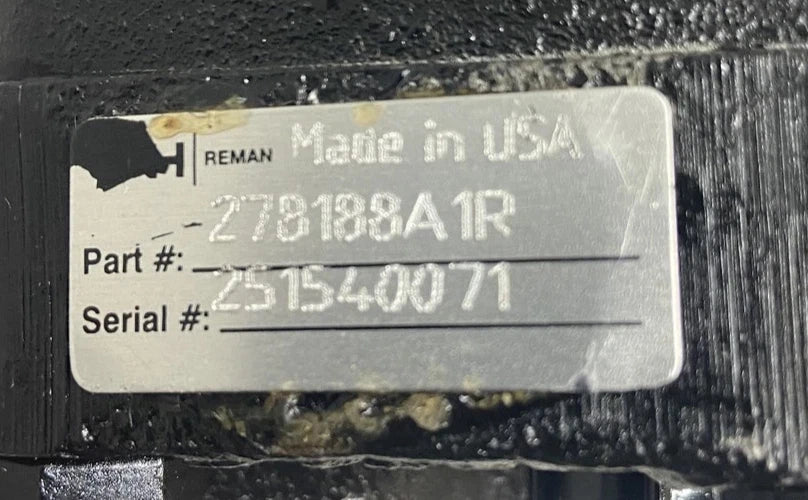 REMAN Made in USA
278188A1R
Part #:
251540071
Serial #: